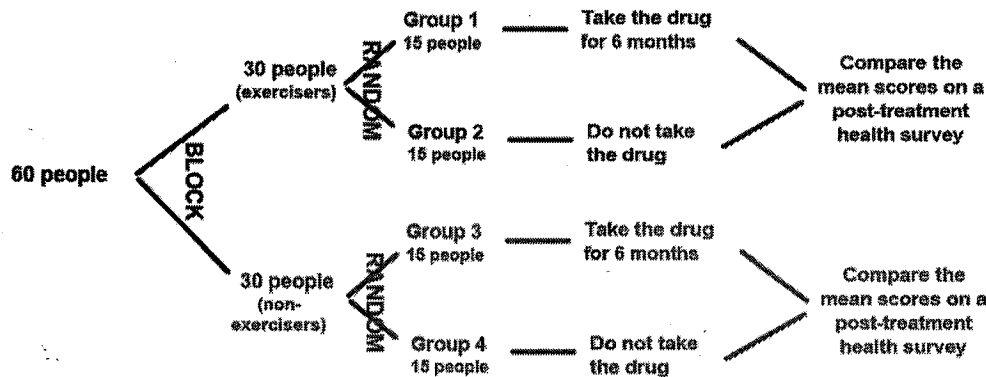 60 people
BLOCK
30 people
(exercisers)
RANDOM
Group 1
15 people
Take the drug
for 6 months
Group 2
15 people
Do not take
the drug
Compare the
mean scores on a
post-treatment
health survey
30 people
(non-
exercisers)
RANDOM
Group 3
15 people
Take the drug
for 6 months
Group 4
15 people
Do not take
the drug
Compare the
mean scores on a
post-treatment
health survey